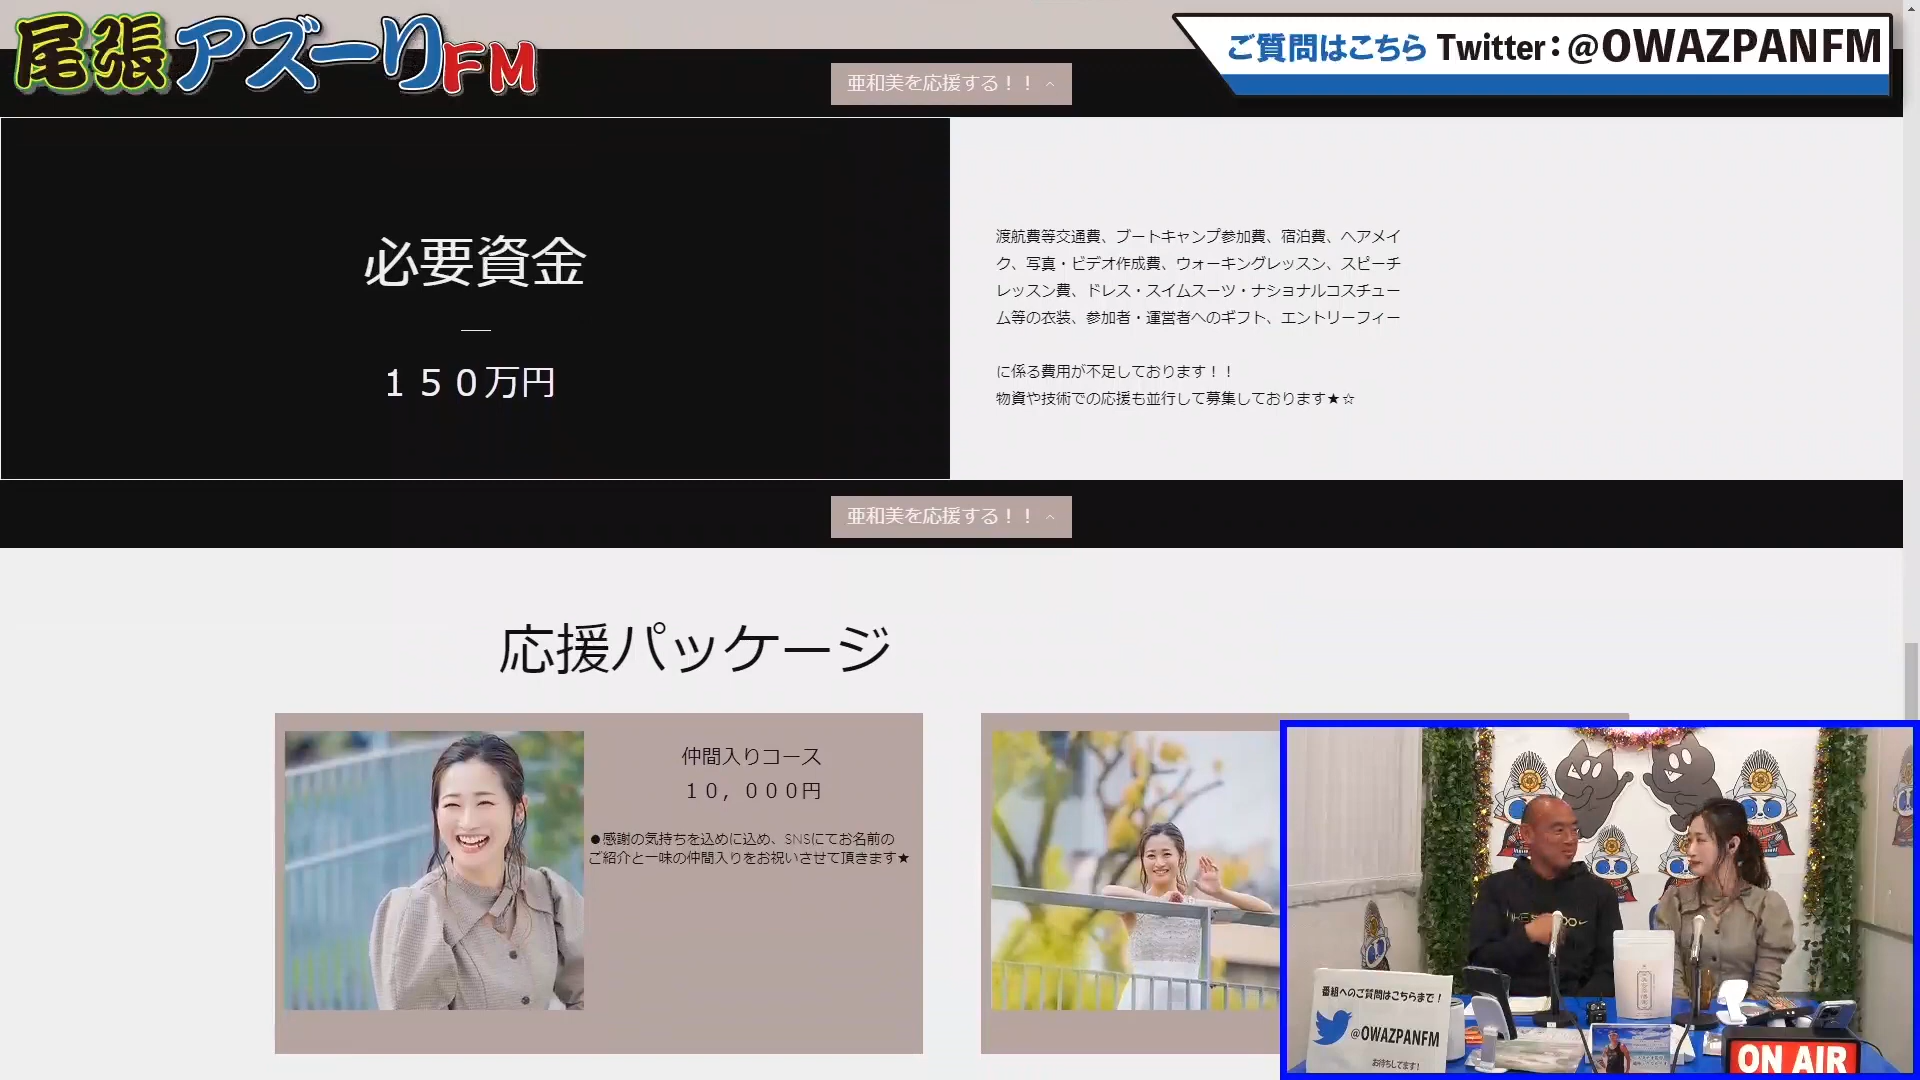 尾張アズーリFM
ご質問はこちら Twitter：@OWAZPANFM
亜和美を応援する！！
必要資金
１５０万円
渡航費等交通費、ブートキャンプ参加費、宿泊費、ヘアメイ
ク、写真・ビデオ作成費、ウォーキングレッスン、スピーチ
レッスン費、ドレス・スイムスーツ・ナショナルコスチュー
ム等の衣装、参加者・運営者へのギフト、エントリーフィー
に係る費用が不足しております！！
物資や技術での応援も並行して募集しております★☆
亜和美を応援する！！
応援パッケージ
仲間入りコース
１０，０００円
●感謝の気持ちを込めに込め、SNSにてお名前の
ご紹介と一味の仲間入りをお祝いさせて頂きます★
番組へのご質問はこちらまで！
@OWAZPANFM
お待ちしてます！
ON AIR